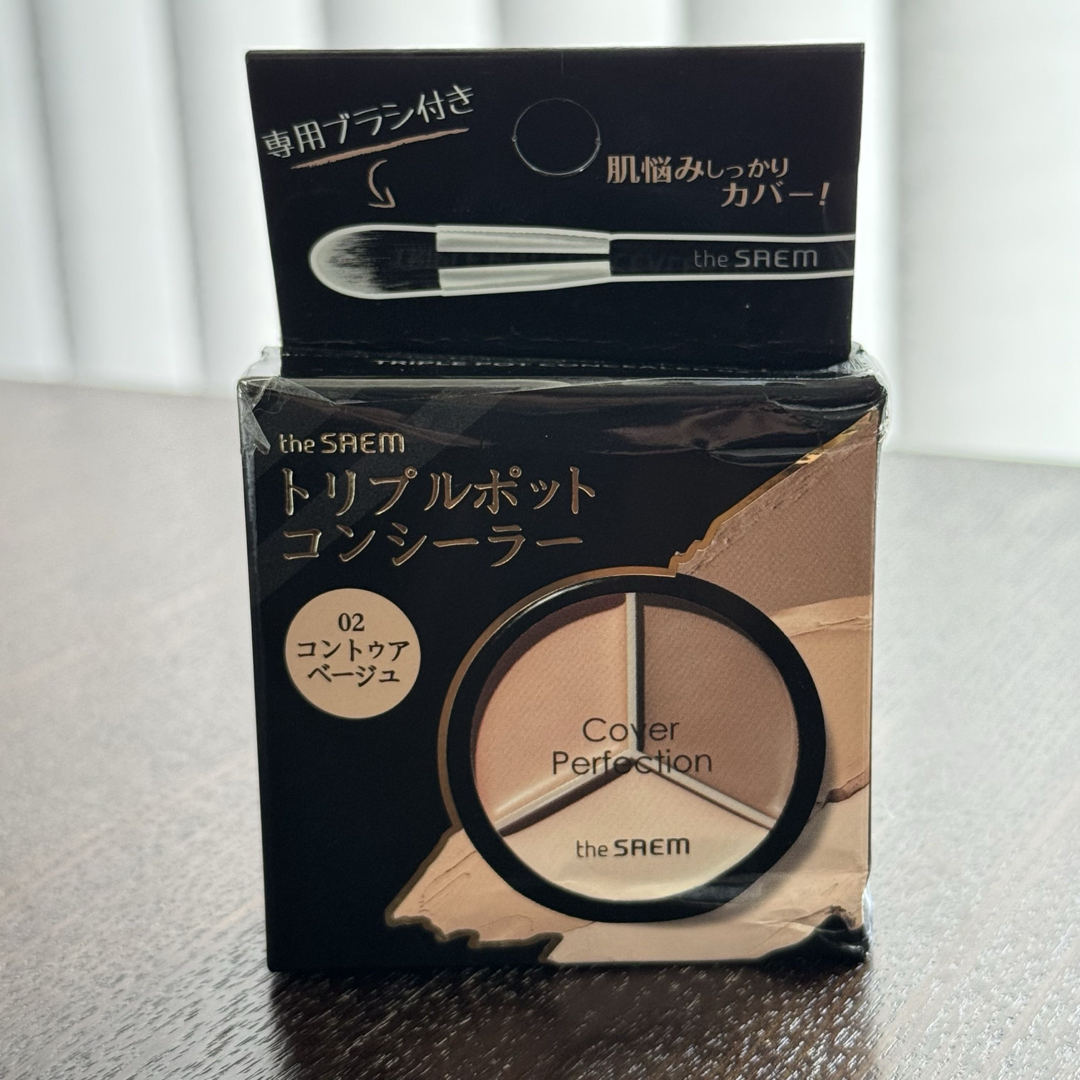 専用ブラシ付き
肌悩みしっかり
カバー!
the SAEM
the SAEM
トリプルポット
コンシーラー
02
コントゥア
ベージュ
Cover
Perfection
the SAEM